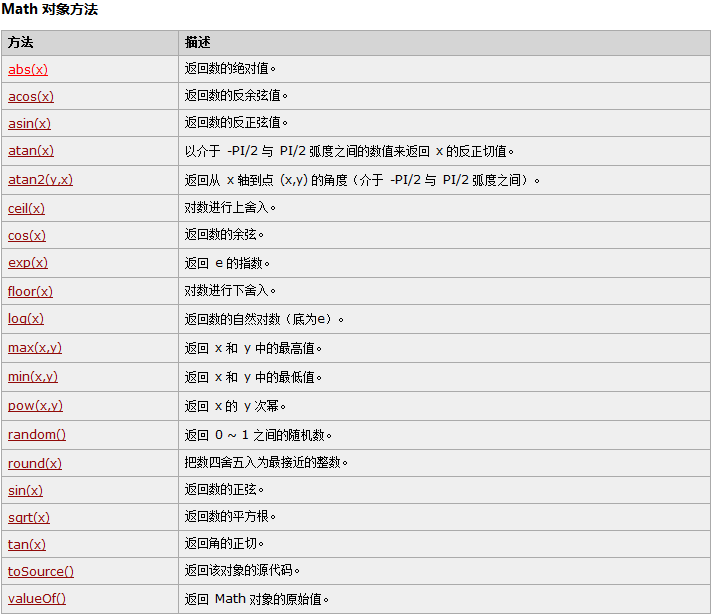 Math 对象方法
方法 描述
abs(x) 返回数的绝对值。
acos(x) 返回数的反余弦值。
asin(x) 返回数的反正弦值。
atan(x) 以介于 -PI/2 与 PI/2 弧度之间的数值来返回 x 的反正切值。
atan2(y,x) 返回从 x 轴到点 (x,y) 的角度（介于 -PI/2 与 PI/2 弧度之间）。
ceil(x) 对数进行上舍入。
cos(x) 返回数的余弦。
exp(x) 返回 e 的指数。
floor(x) 对数进行下舍入。
log(x) 返回数的自然对数（底为e）。
max(x,y) 返回 x 和 y 中的最高值。
min(x,y) 返回 x 和 y 中的最低值。
pow(x,y) 返回 x 的 y 次幂。
random() 返回 0 ~ 1 之间的随机数。
round(x) 把数四舍五入为最接近的整数。
sin(x) 返回数的正弦。
sqrt(x) 返回数的平方根。
tan(x) 返回角的正切。
toSource() 返回该对象的源代码。
valueOf() 返回 Math 对象的原始值。